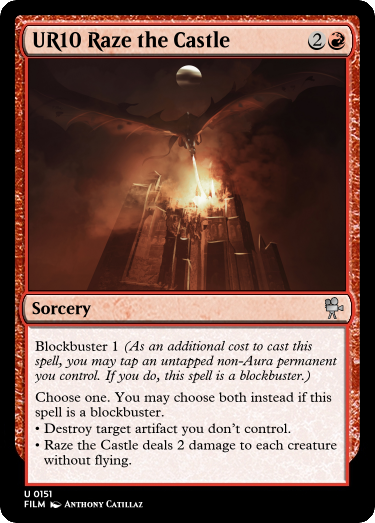 UR10 Raze the Castle 2
Sorcery
Blockbuster 1 (As an additional cost to cast this
spell, you may tap an untapped non-Aura permanent
you control. If you do, this spell is a blockbuster.)
Choose one. You may choose both instead if this
spell is a blockbuster.
• Destroy target artifact you don't control.
• Raze the Castle deals 2 damage to each creature
without flying.
U 0151
FILM Anthony Catillaz